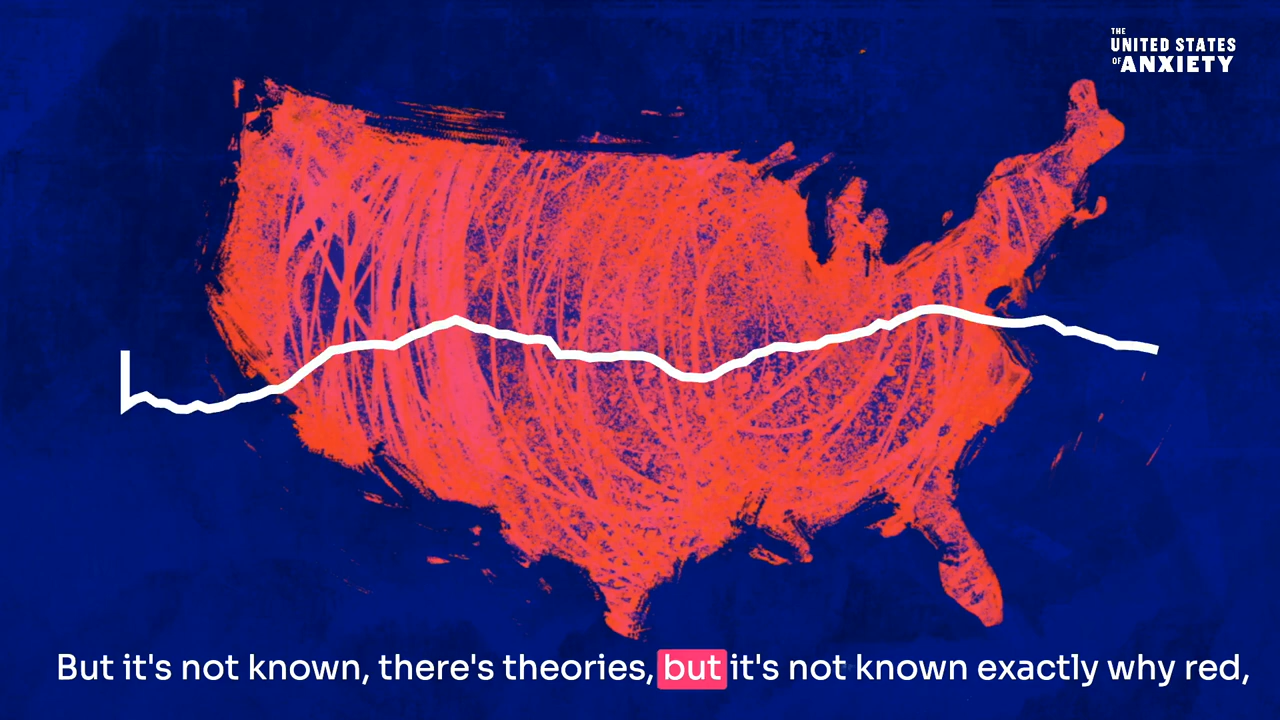 THE
UNITED STATES
OF ANXIETY
But it's not known, there's theories, but it's not known exactly why red,